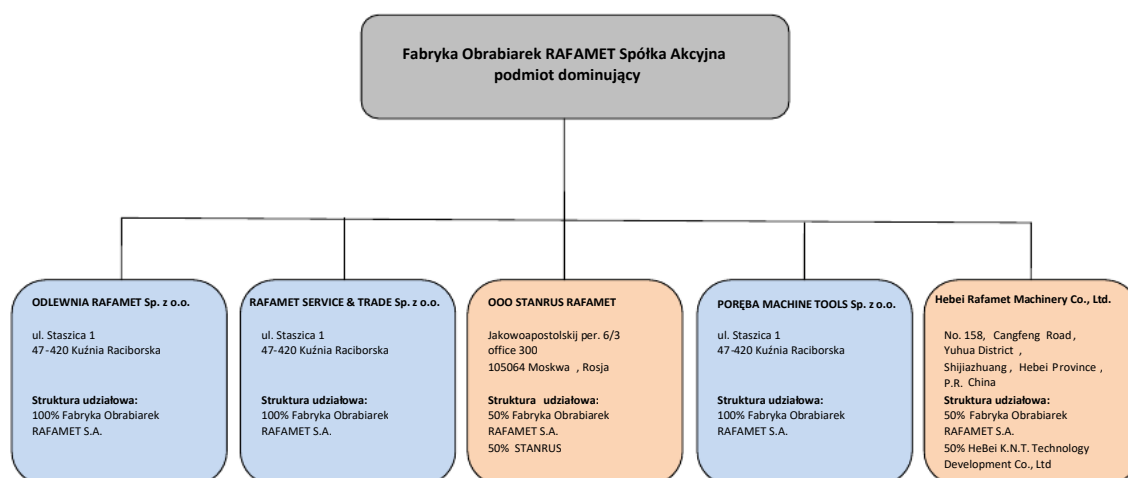 Fabryka Obrabiarek RAFAMET Spółka Akcyjna
podmiot dominujący
ODLEWNIA RAFAMET Sp. z o.o.
ul. Staszica 1
47-420 Kuźnia Raciborska
Struktura udziałowa:
100% Fabryka Obrabiarek
RAFAMET S.A.
RAFAMET SERVICE & TRADE Sp. z o.o.
ul. Staszica 1
47-420 Kuźnia Raciborska
Struktura udziałowa:
100% Fabryka Obrabiarek
RAFAMET S.A.
OOO STANRUS RAFAMET
Jakowoapostolskij per. 6/3
office 300
105064 Moskwa , Rosja
Struktura udziałowa:
50% Fabryka Obrabiarek
RAFAMET S.A.
50% STANRUS
PORĘBA MACHINE TOOLS Sp. z o.o.
ul. Staszica 1
47-420 Kuźnia Raciborska
Struktura udziałowa:
100% Fabryka Obrabiarek
RAFAMET S.A.
Hebei Rafamet Machinery Co., Ltd.
No. 158, Cangfeng Road ,
Yuhua District ,
Shijiazhuang , Hebei Province ,
P.R. China
Struktura udziałowa:
50% Fabryka Obrabiarek
RAFAMET S.A.
50% HeBei K.N.T. Technology
Development Co., Ltd